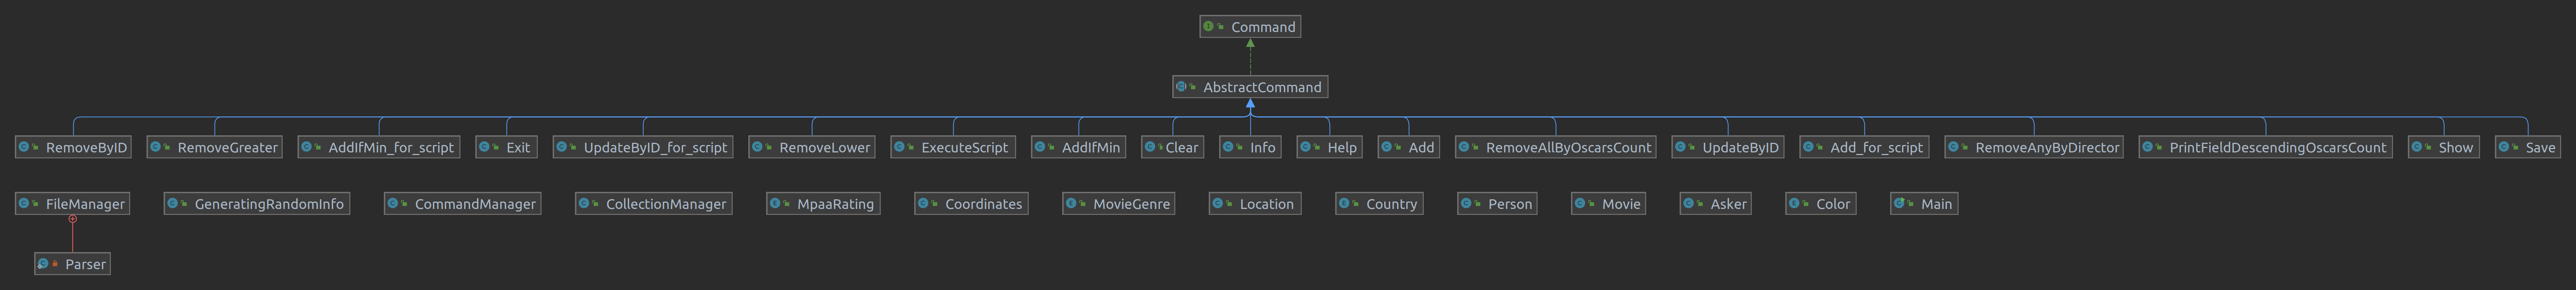 Command
AbstractCommand
RemoveByID RemoveGreater AddIfMin_for_script Exit UpdateByID_for_script RemoveLower ExecuteScript AddIfMin Clear Info Help Add RemoveAllByOscarsCount UpdateByID Add_for_script RemoveAnyByDirector PrintFieldDescendingOscarsCount Show Save
FileManager GeneratingRandomInfo CommandManager CollectionManager MpaaRating Coordinates MovieGenre Location Country Person Movie Asker Color Main
Parser